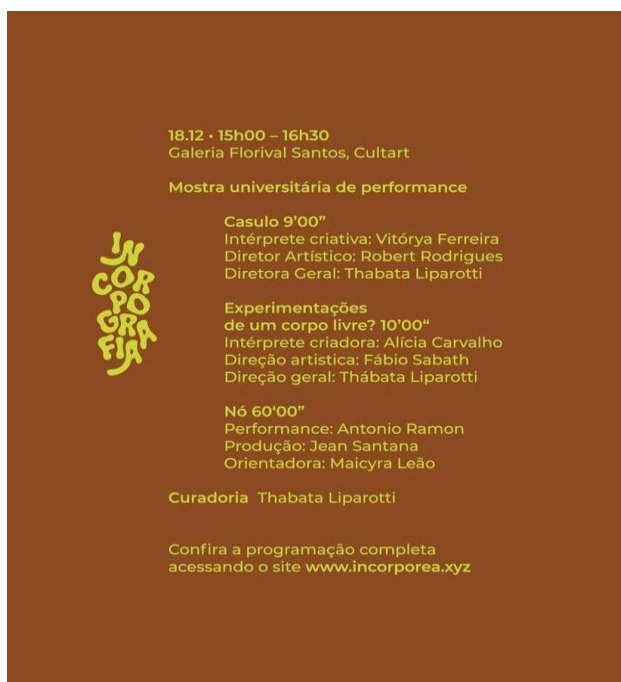 18.12 • 15h00 – 16h30
Galeria Florival Santos, Cultart
Mostra universitária de performance
IN
COR
PO
GRA
FIA
Casulo 9’00”
Intérprete criativa: Vitórya Ferreira
Diretor Artístico: Robert Rodrigues
Diretora Geral: Thabata Liparotti
Experimentações
de um corpo livre? 10’00“
Intérprete criadora: Alícia Carvalho
Direção artistica: Fábio Sabath
Direção geral: Thábata Liparotti
Nó 60‘00”
Performance: Antonio Ramon
Produção: Jean Santana
Orientadora: Maicyra Leão
Curadoria Thabata Liparotti
Confira a programação completa
acessando o site www.incorporea.xyz